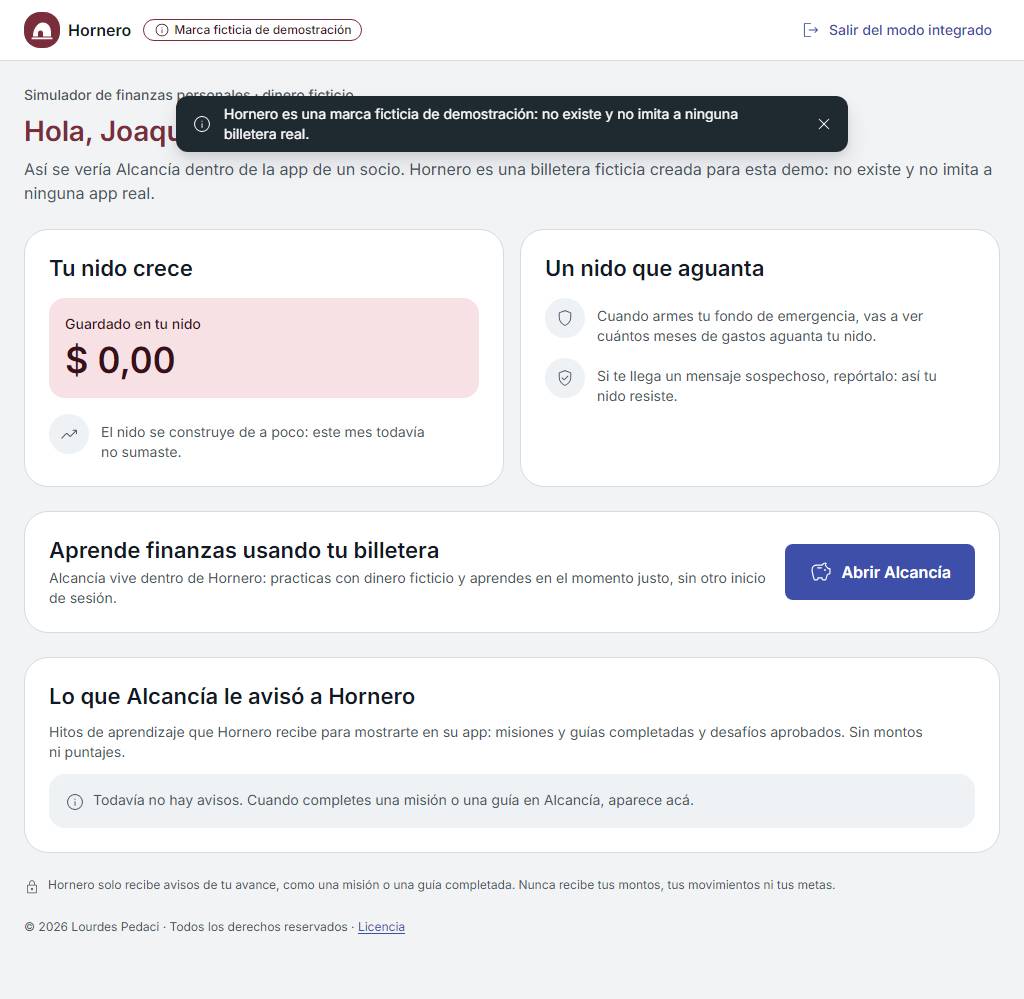 Hornero
Marca ficticia de demostración
Salir del modo integrado
Simulador de finanzas personales · dinero ficticio
Hornero es una marca ficticia de demostración: no existe y no imita a ninguna
billetera real.
Hola, Joaqu
Así se vería Alcancía dentro de la app de un socio. Hornero es una billetera ficticia creada para esta demo: no existe y no imita a
ninguna app real.
Tu nido crece
Guardado en tu nido
$ 0,00
El nido se construye de a poco: este mes todavía
no sumaste.
Un nido que aguanta
Cuando armes tu fondo de emergencia, vas a ver
cuántos meses de gastos aguanta tu nido.
Si te llega un mensaje sospechoso, repórtalo: así tu
nido resiste.
Aprende finanzas usando tu billetera
Alcancía vive dentro de Hornero: practicas con dinero ficticio y aprendes en el momento justo, sin otro inicio
de sesión.
Abrir Alcancía
Lo que Alcancía le avisó a Hornero
Hitos de aprendizaje que Hornero recibe para mostrarte en su app: misiones y guías completadas y desafíos aprobados. Sin montos
ni puntajes.
Todavía no hay avisos. Cuando completes una misión o una guía en Alcancía, aparece acá.
Hornero solo recibe avisos de tu avance, como una misión o una guía completada. Nunca recibe tus montos, tus movimientos ni tus metas.
© 2026 Lourdes Pedaci · Todos los derechos reservados · Licencia